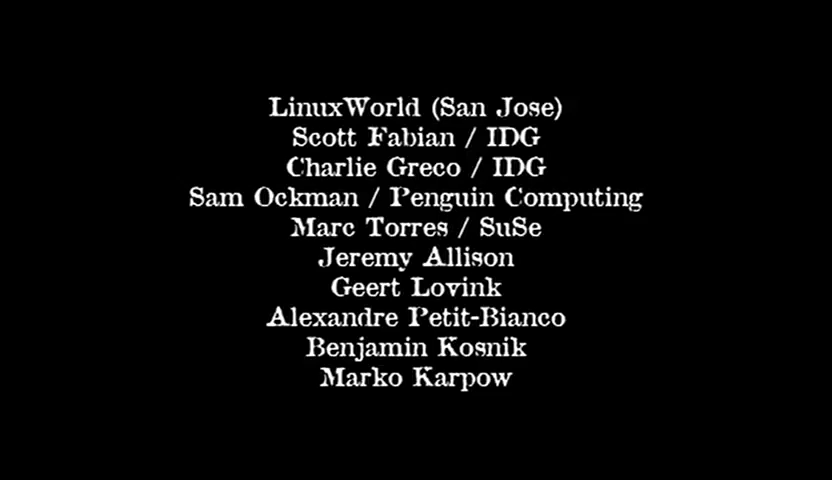 LinuxWorld (San Jose)
Scott Fabian / IDG
Charlie Greco / IDG
Sam Ockman / Penguin Computing
Marc Torres / SuSe
Jeremy Allison
Geert Lovink
Alexandre Petit-Bianco
Benjamin Kosnik
Marko Karpow